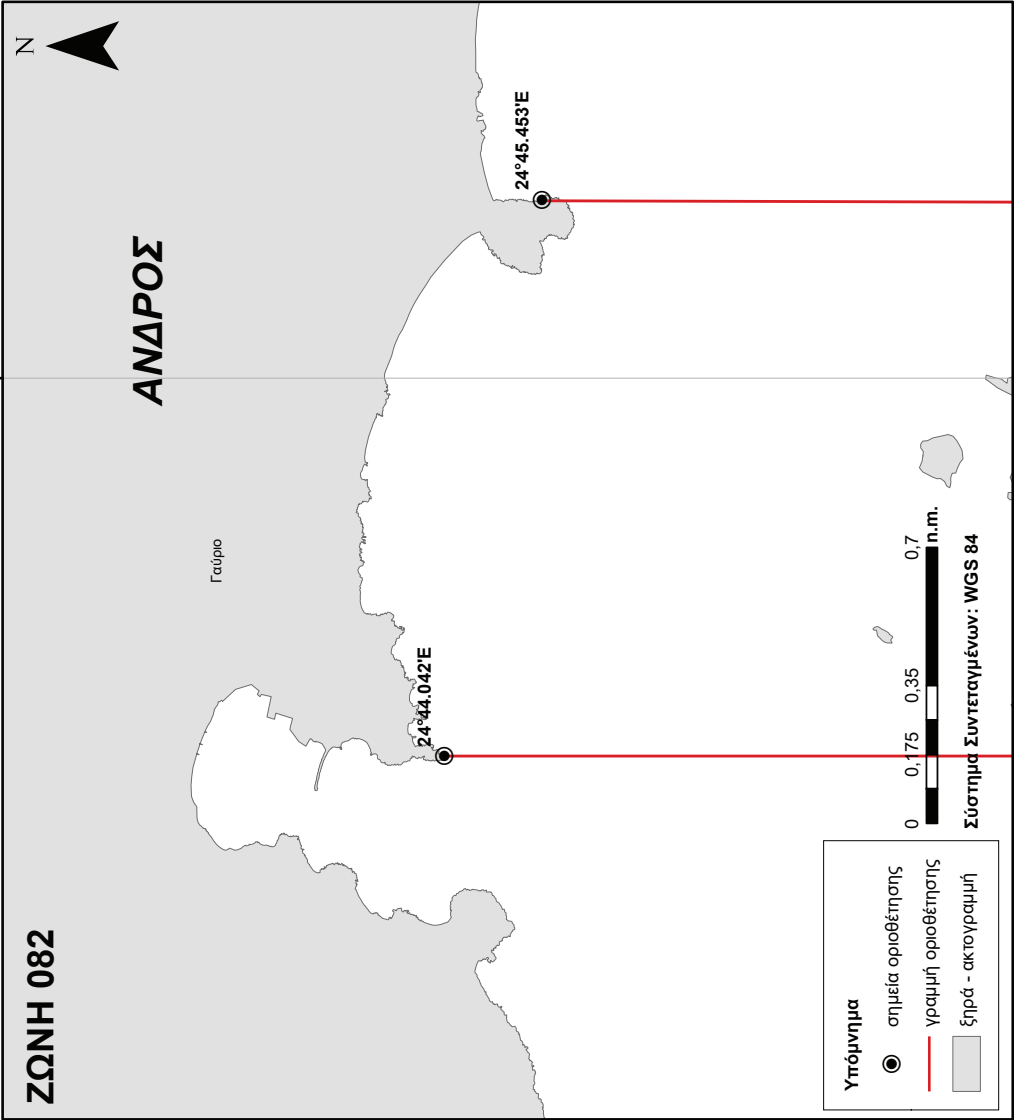 ΖΩΝΗ 082
N
ΑΝΔΡΟΣ
Γαύριο
24°44.042'E
24°45.453'E
Υπόμνημα
σημεία οριοθέτησης
γραμμή οριοθέτησης
ξηρά - ακτογραμμή
0 0,175 0,35 0,7
n.m.
Σύστημα Συντεταγμένων: WGS 84